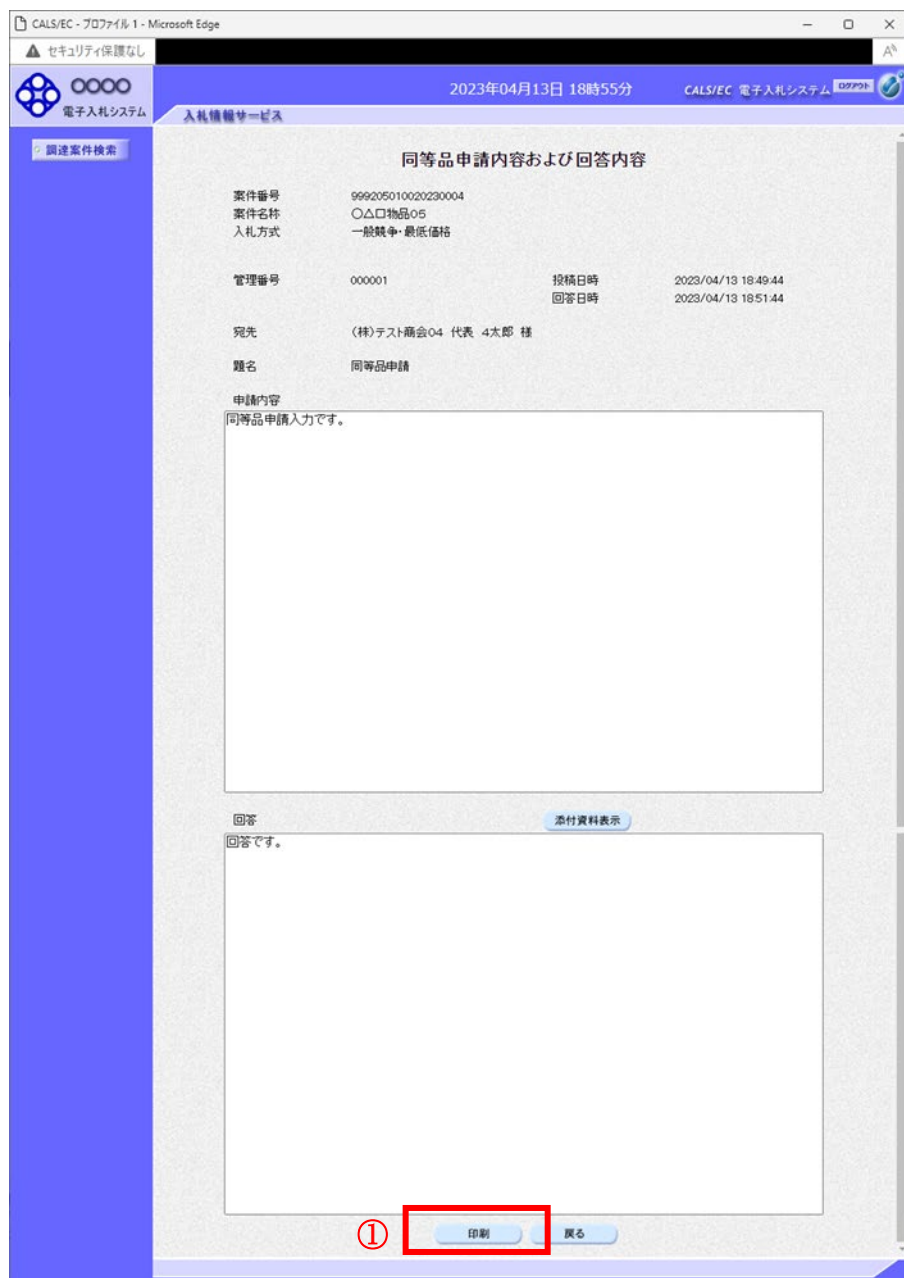 CALS/EC - プロファイル 1 - Microsoft Edge
セキュリティ保護なし
〇〇〇〇
電子入札システム
2023年04月13日 18時55分
CALS/EC 電子入札システム
ログアウト
入札情報サービス
調達案件検索
同等品申請内容および回答内容
案件番号 999205010020230004
案件名称 〇△口物品05
入札方式 一般競争・最低価格
管理番号 000001 投稿日時 2023/04/13 18:49:44
回答日時 2023/04/13 18:51:44
宛先 (株)テスト商会04 代表 4太郎 様
題名 同等品申請
申請内容
同等品申請入力です。
回答 添付資料表示
回答です。
① 印刷 戻る